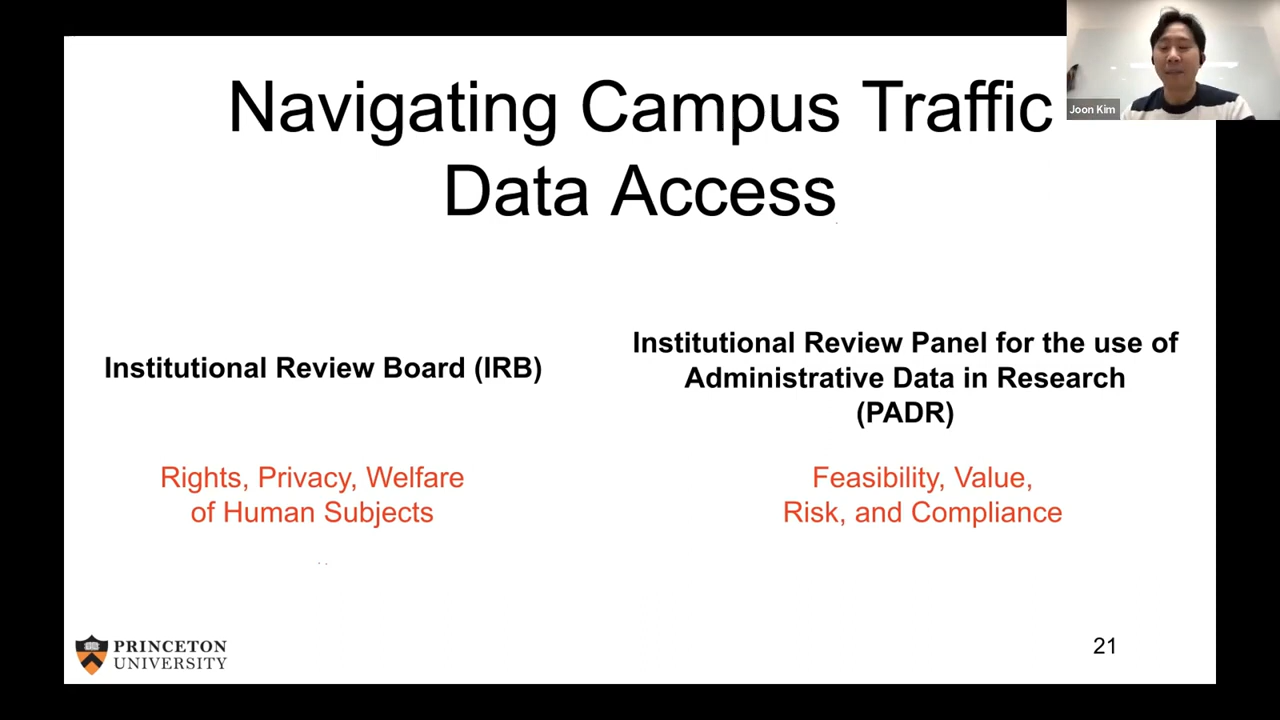 Navigating Campus Traffic
Data Access
Joon Kim
Institutional Review Board (IRB)
Rights, Privacy, Welfare
of Human Subjects
Institutional Review Panel for the use of
Administrative Data in Research
(PADR)
Feasibility, Value,
Risk, and Compliance
PRINCETON
UNIVERSITY
21